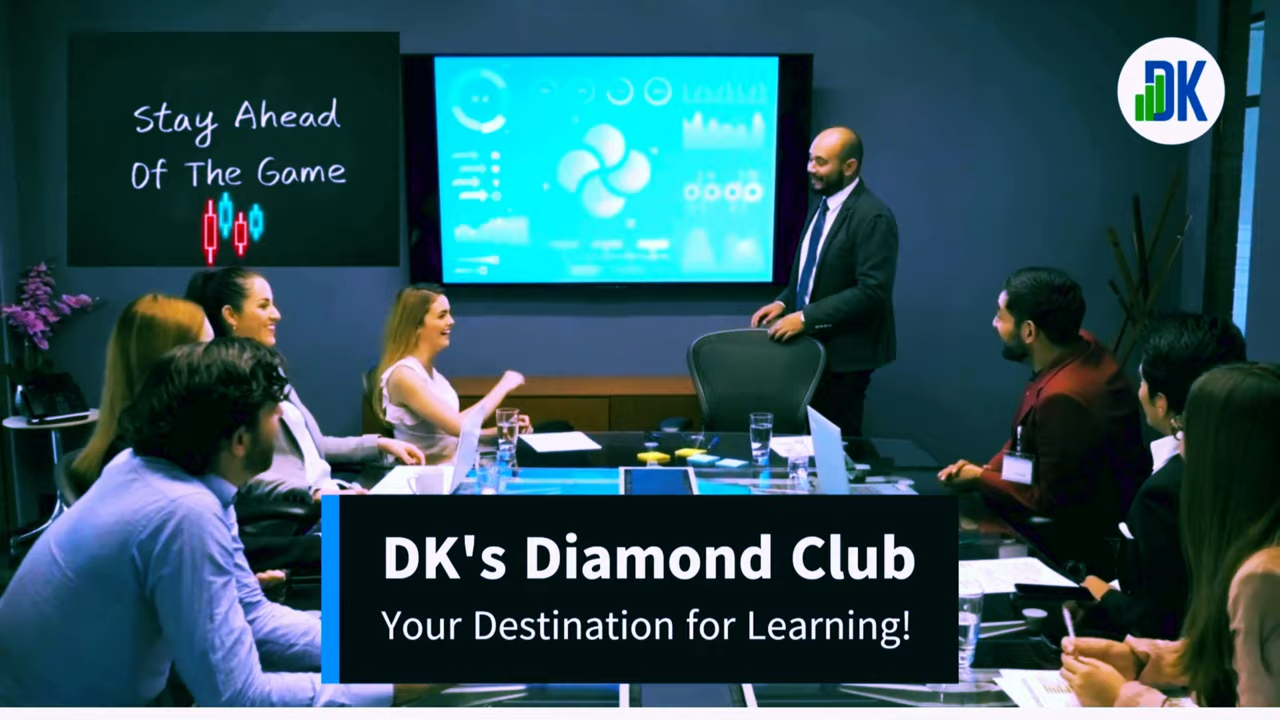 Stay Ahead
Of The Game
DK
DK's Diamond Club
Your Destination for Learning!